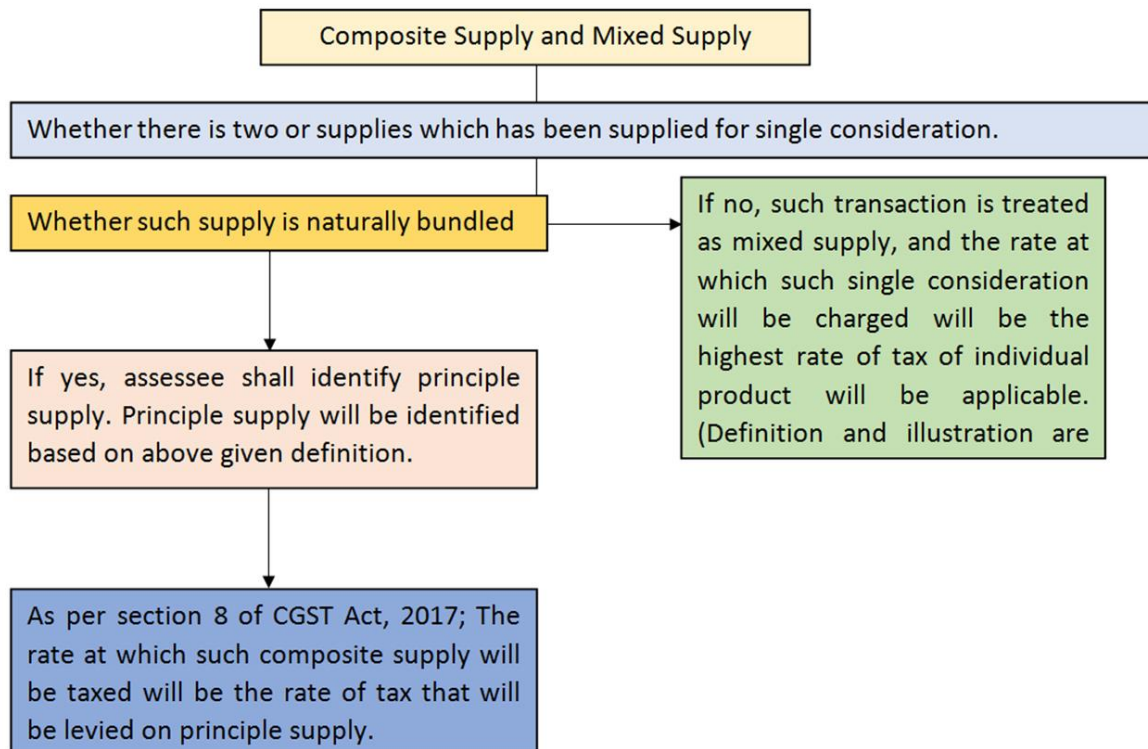 Composite Supply and Mixed Supply
Whether there is two or supplies which has been supplied for single consideration.
Whether such supply is naturally bundled
If no, such transaction is treated
as mixed supply, and the rate at
which such single consideration
will be charged will be the
highest rate of tax of individual
product will be applicable.
(Definition and illustration are
If yes, assessee shall identify principle
supply. Principle supply will be identified
based on above given definition.
As per section 8 of CGST Act, 2017; The
rate at which such composite supply will
be taxed will be the rate of tax that will
be levied on principle supply.